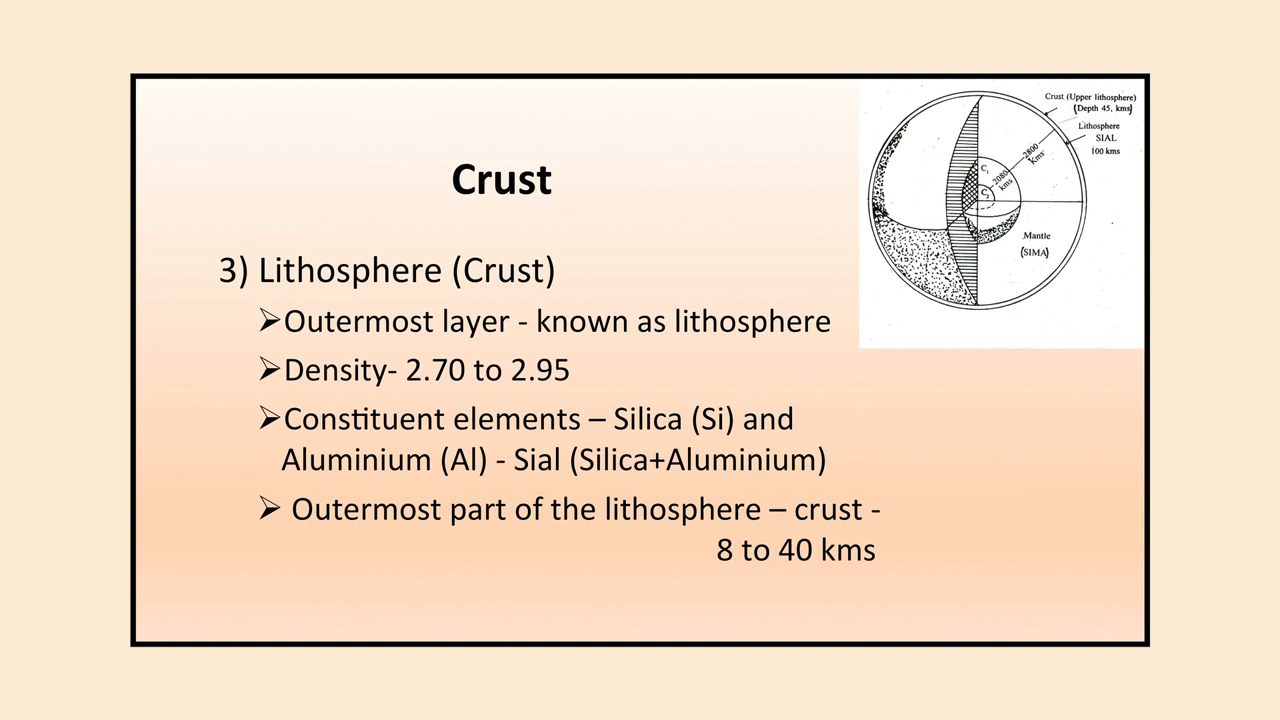 Crust
3) Lithosphere (Crust)
➢Outermost layer - known as lithosphere
➢Density- 2.70 to 2.95
➢Constituent elements – Silica (Si) and
Aluminium (Al) - Sial (Silica+Aluminium)
➢ Outermost part of the lithosphere – crust -
8 to 40 kms
Crust (Upper lithosphere)
(Depth 45, kms)
Lithosphere
SIAL
100 kms
2800
Kms
C1
2080
kms
C2
Mantle
(SIMA)